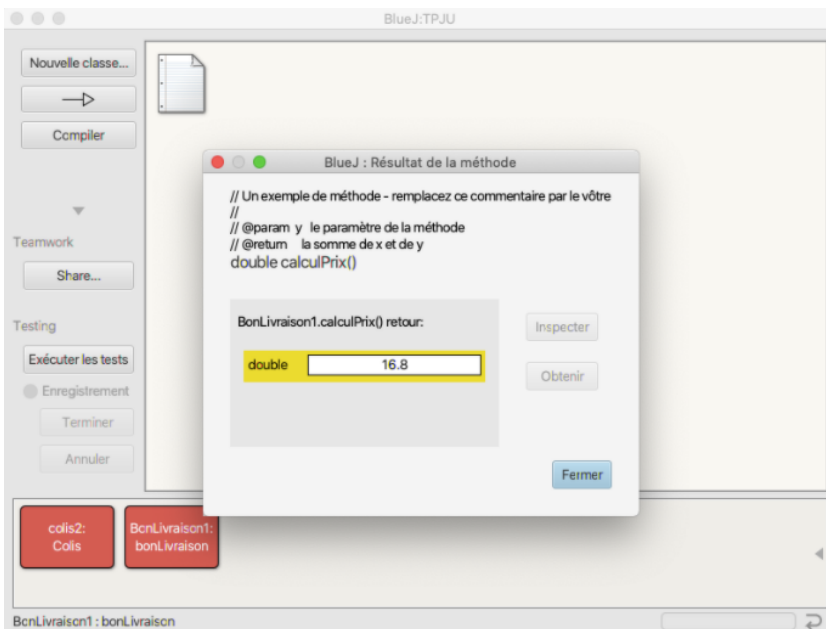 BlueJ:TPJU
Nouvelle classe...
Compiler
Teamwork
Share...
Testing
Exécuter les tests
Enregistrement
Terminer
Annuler
BlueJ : Résultat de la méthode
// Un exemple de méthode - remplacez ce commentaire par le vôtre
//
// @param y le paramètre de la méthode
// @return la somme de x et de y
double calculPrix()
BonLivraison1.calculPrix() retour:
double 16.8
Inspecter
Obtenir
Fermer
colis2:
Colis
BonLivraison1:
bonLivraison
BonLivraison1 : bonLivraison